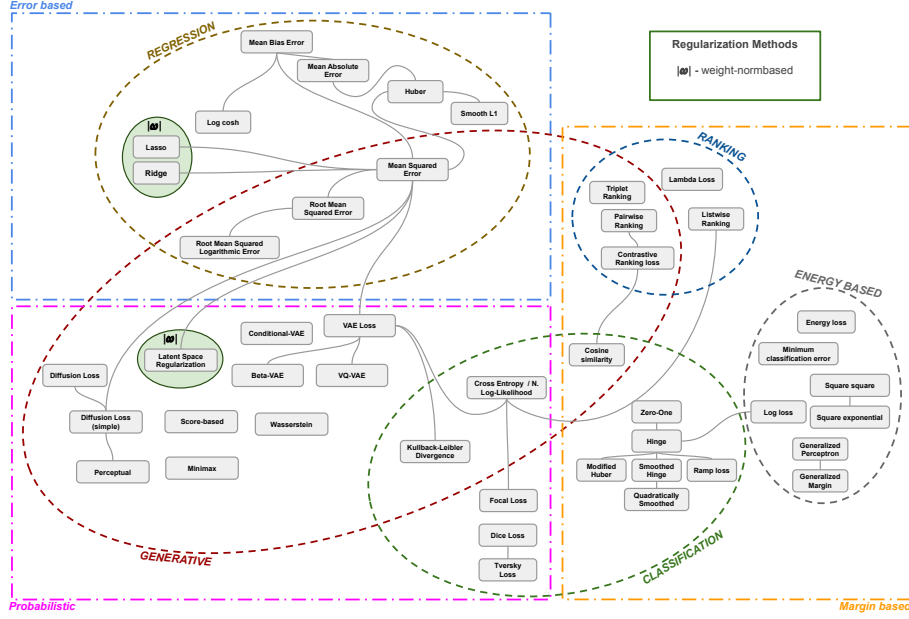 Error based
REGRESSION
Mean Bias Error
Mean Absolute
Error
Huber
Smooth L1
Log cosh
|ω|
Lasso
Ridge
Mean Squared
Error
Root Mean
Squared Error
Root Mean Squared
Logarithmic Error
Regularization Methods
|ω| - weight-normbased
RANKING
Lambda Loss
Triplet
Ranking
Pairwise
Ranking
Listwise
Ranking
Contrastive
Ranking loss
Cosine
similarity
ENERGY BASED
Energy loss
Minimum
classification error
Square square
Square exponential
Log loss
Generalized
Perceptron
Generalized
Margin
VAE Loss
Conditional-VAE
Beta-VAE
VQ-VAE
|ω|
Latent Space
Regularization
Diffusion Loss
Diffusion Loss
(simple)
Perceptual
Score-based
Minimax
Wasserstein
Cross Entropy / N.
Log-Likelihood
Kullback-Leibler
Divergence
Focal Loss
Dice Loss
Tversky
Loss
Zero-One
Hinge
Modified
Huber
Smoothed
Hinge
Ramp loss
Quadratically
Smoothed
GENERATIVE
CLASSIFICATION
Probabilistic
Margin based